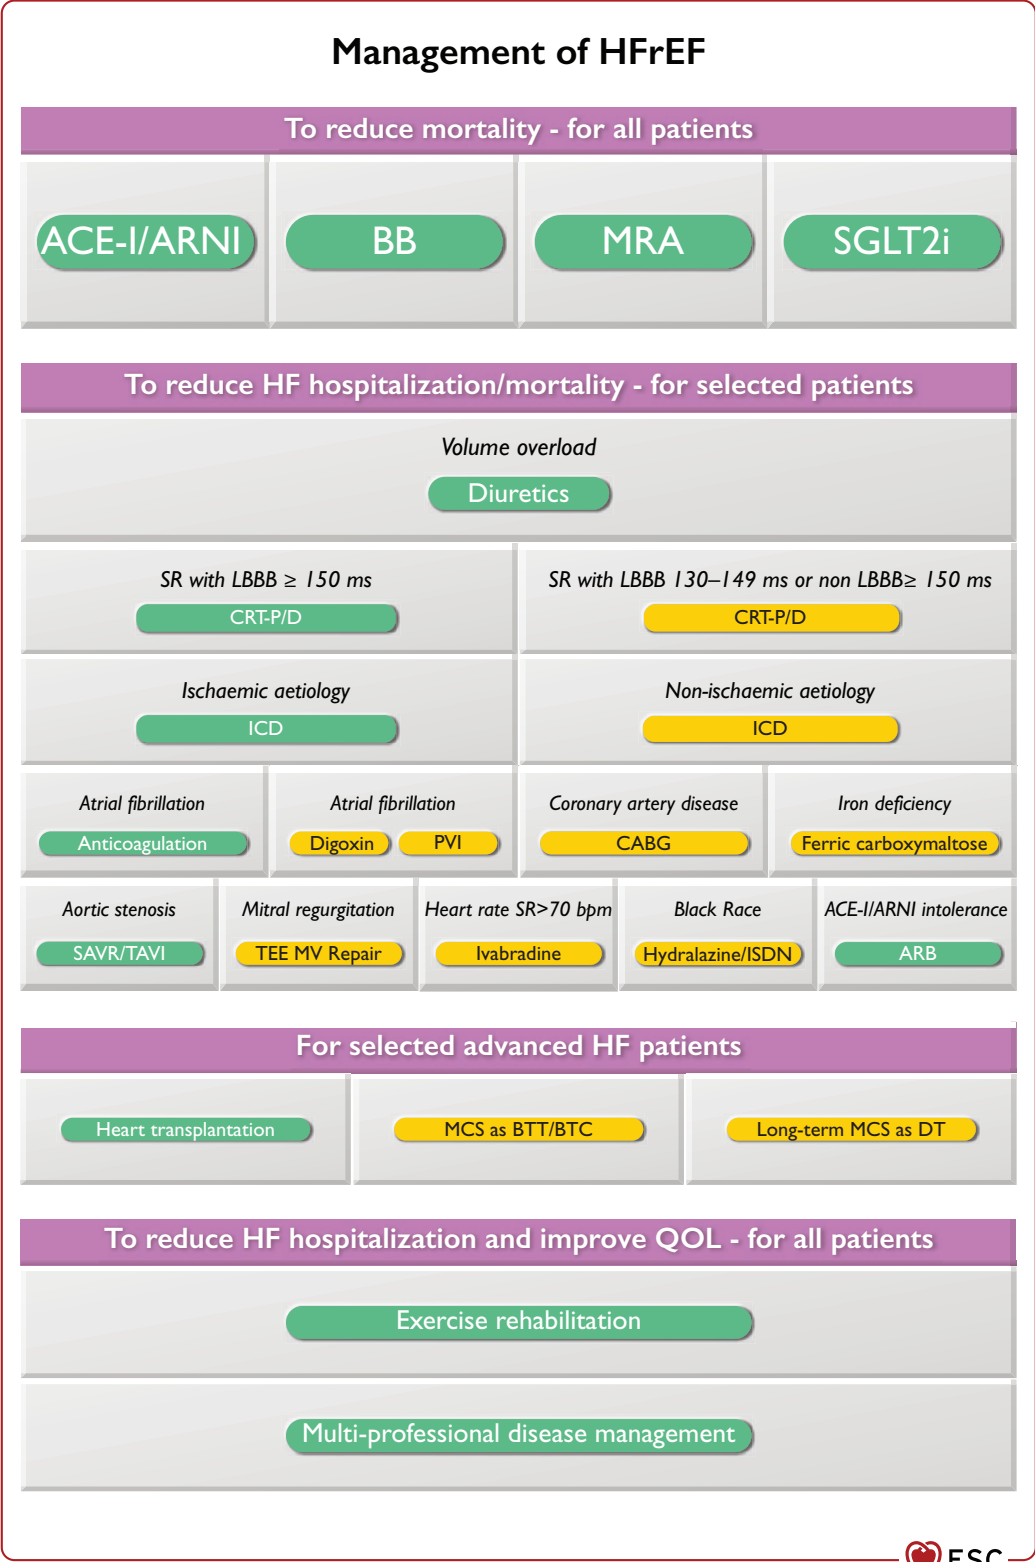 Management of HFrEF
To reduce mortality - for all patients
ACE-I/ARNI
BB
MRA
SGLT2i
To reduce HF hospitalization/mortality - for selected patients
Volume overload
Diuretics
SR with LBBB ≥ 150 ms
CRT-P/D
SR with LBBB 130–149 ms or non LBBB≥ 150 ms
CRT-P/D
Ischaemic aetiology
ICD
Non-ischaemic aetiology
ICD
Atrial fibrillation
Anticoagulation
Atrial fibrillation
Digoxin
PVI
Coronary artery disease
CABG
Iron deficiency
Ferric carboxymaltose
Aortic stenosis
SAVR/TAVI
Mitral regurgitation
TEE MV Repair
Heart rate SR>70 bpm
Ivabradine
Black Race
Hydralazine/ISDN
ACE-I/ARNI intolerance
ARB
For selected advanced HF patients
Heart transplantation
MCS as BTT/BTC
Long-term MCS as DT
To reduce HF hospitalization and improve QOL - for all patients
Exercise rehabilitation
Multi-professional disease management
ESC